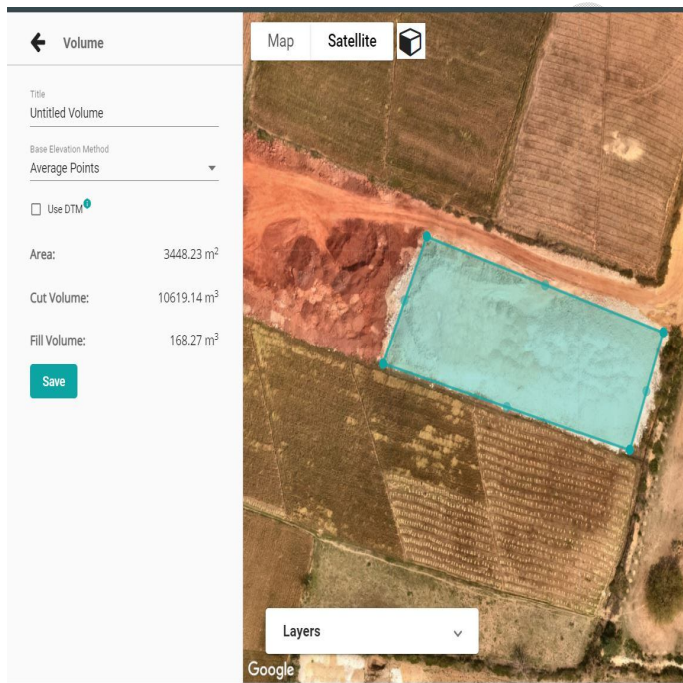 Volume
Title
Untitled Volume
Base Elevation Method
Average Points
Use DTM
Area: 3448.23 m²
Cut Volume: 10619.14 m³
Fill Volume: 168.27 m³
Save
Map Satellite
Layers
Google